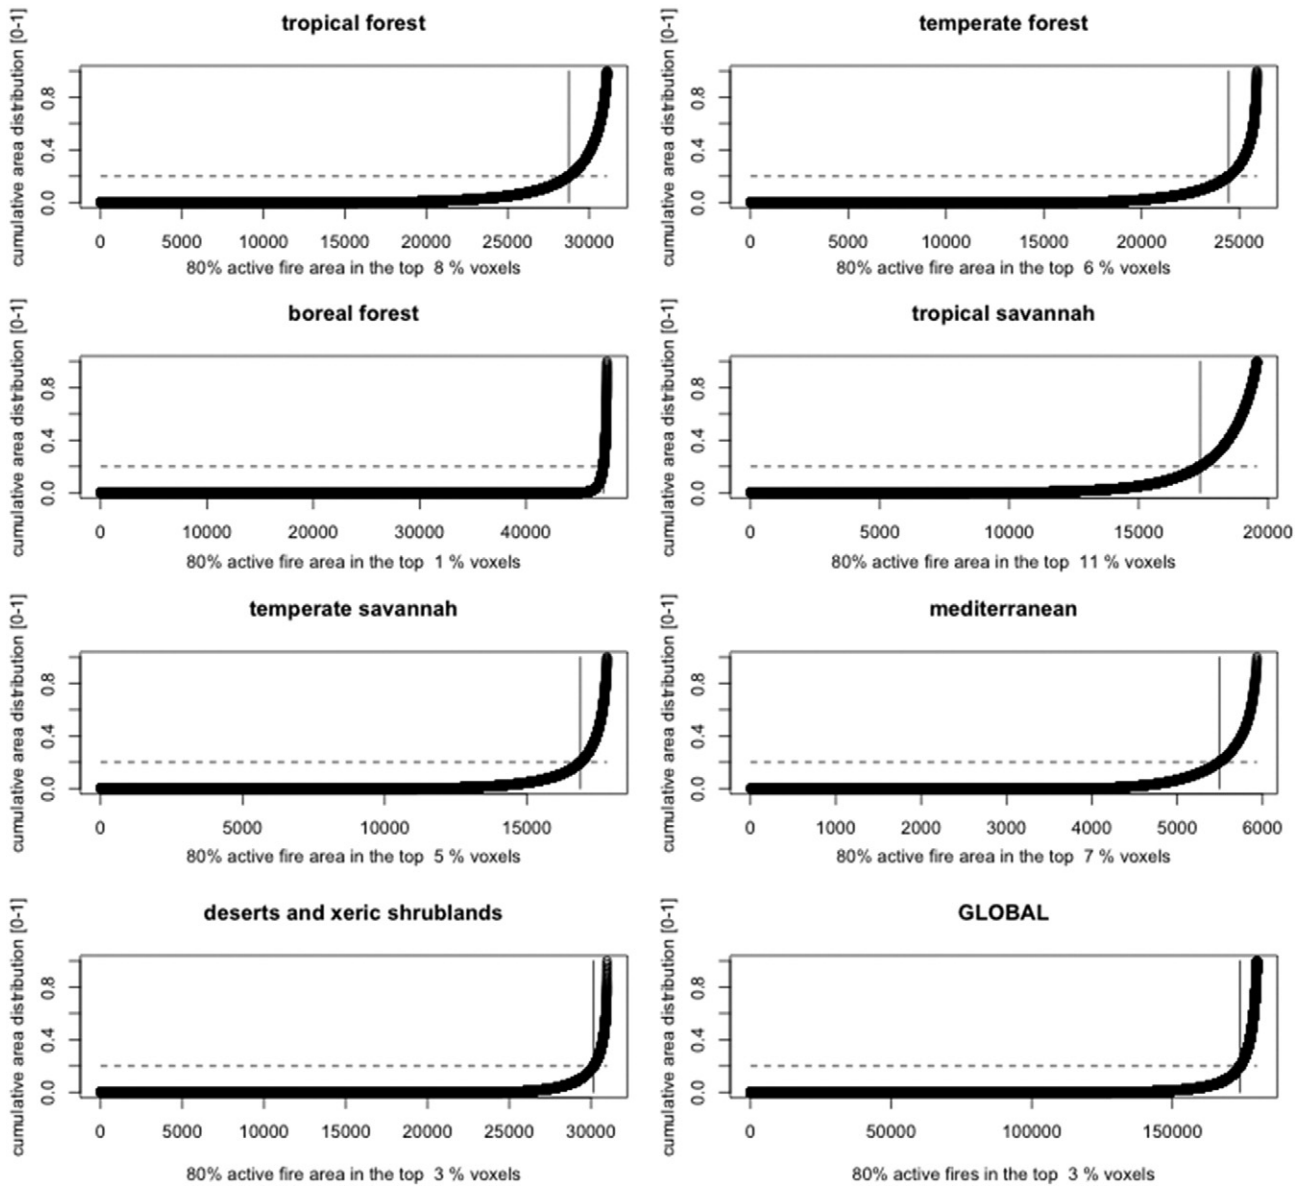 tropical forest
cumulative area distribution [0-1]
0.0 0.4 0.8
0 5000 10000 15000 20000 25000 30000
80% active fire area in the top 8 % voxels
temperate forest
cumulative area distribution [0-1]
0.0 0.4 0.8
0 5000 10000 15000 20000 25000
80% active fire area in the top 6 % voxels
boreal forest
cumulative area distribution [0-1]
0.0 0.4 0.8
0 10000 20000 30000 40000
80% active fire area in the top 1 % voxels
tropical savannah
cumulative area distribution [0-1]
0.0 0.4 0.8
0 5000 10000 15000 20000
80% active fire area in the top 11 % voxels
temperate savannah
cumulative area distribution [0-1]
0.0 0.4 0.8
0 5000 10000 15000
80% active fire area in the top 5 % voxels
mediterranean
cumulative area distribution [0-1]
0.0 0.4 0.8
0 1000 2000 3000 4000 5000 6000
80% active fire area in the top 7 % voxels
deserts and xeric shrublands
cumulative area distribution [0-1]
0.0 0.4 0.8
0 5000 10000 15000 20000 25000 30000
80% active fire area in the top 3 % voxels
GLOBAL
cumulative area distribution [0-1]
0.0 0.4 0.8
0 50000 100000 150000
80% active fires in the top 3 % voxels